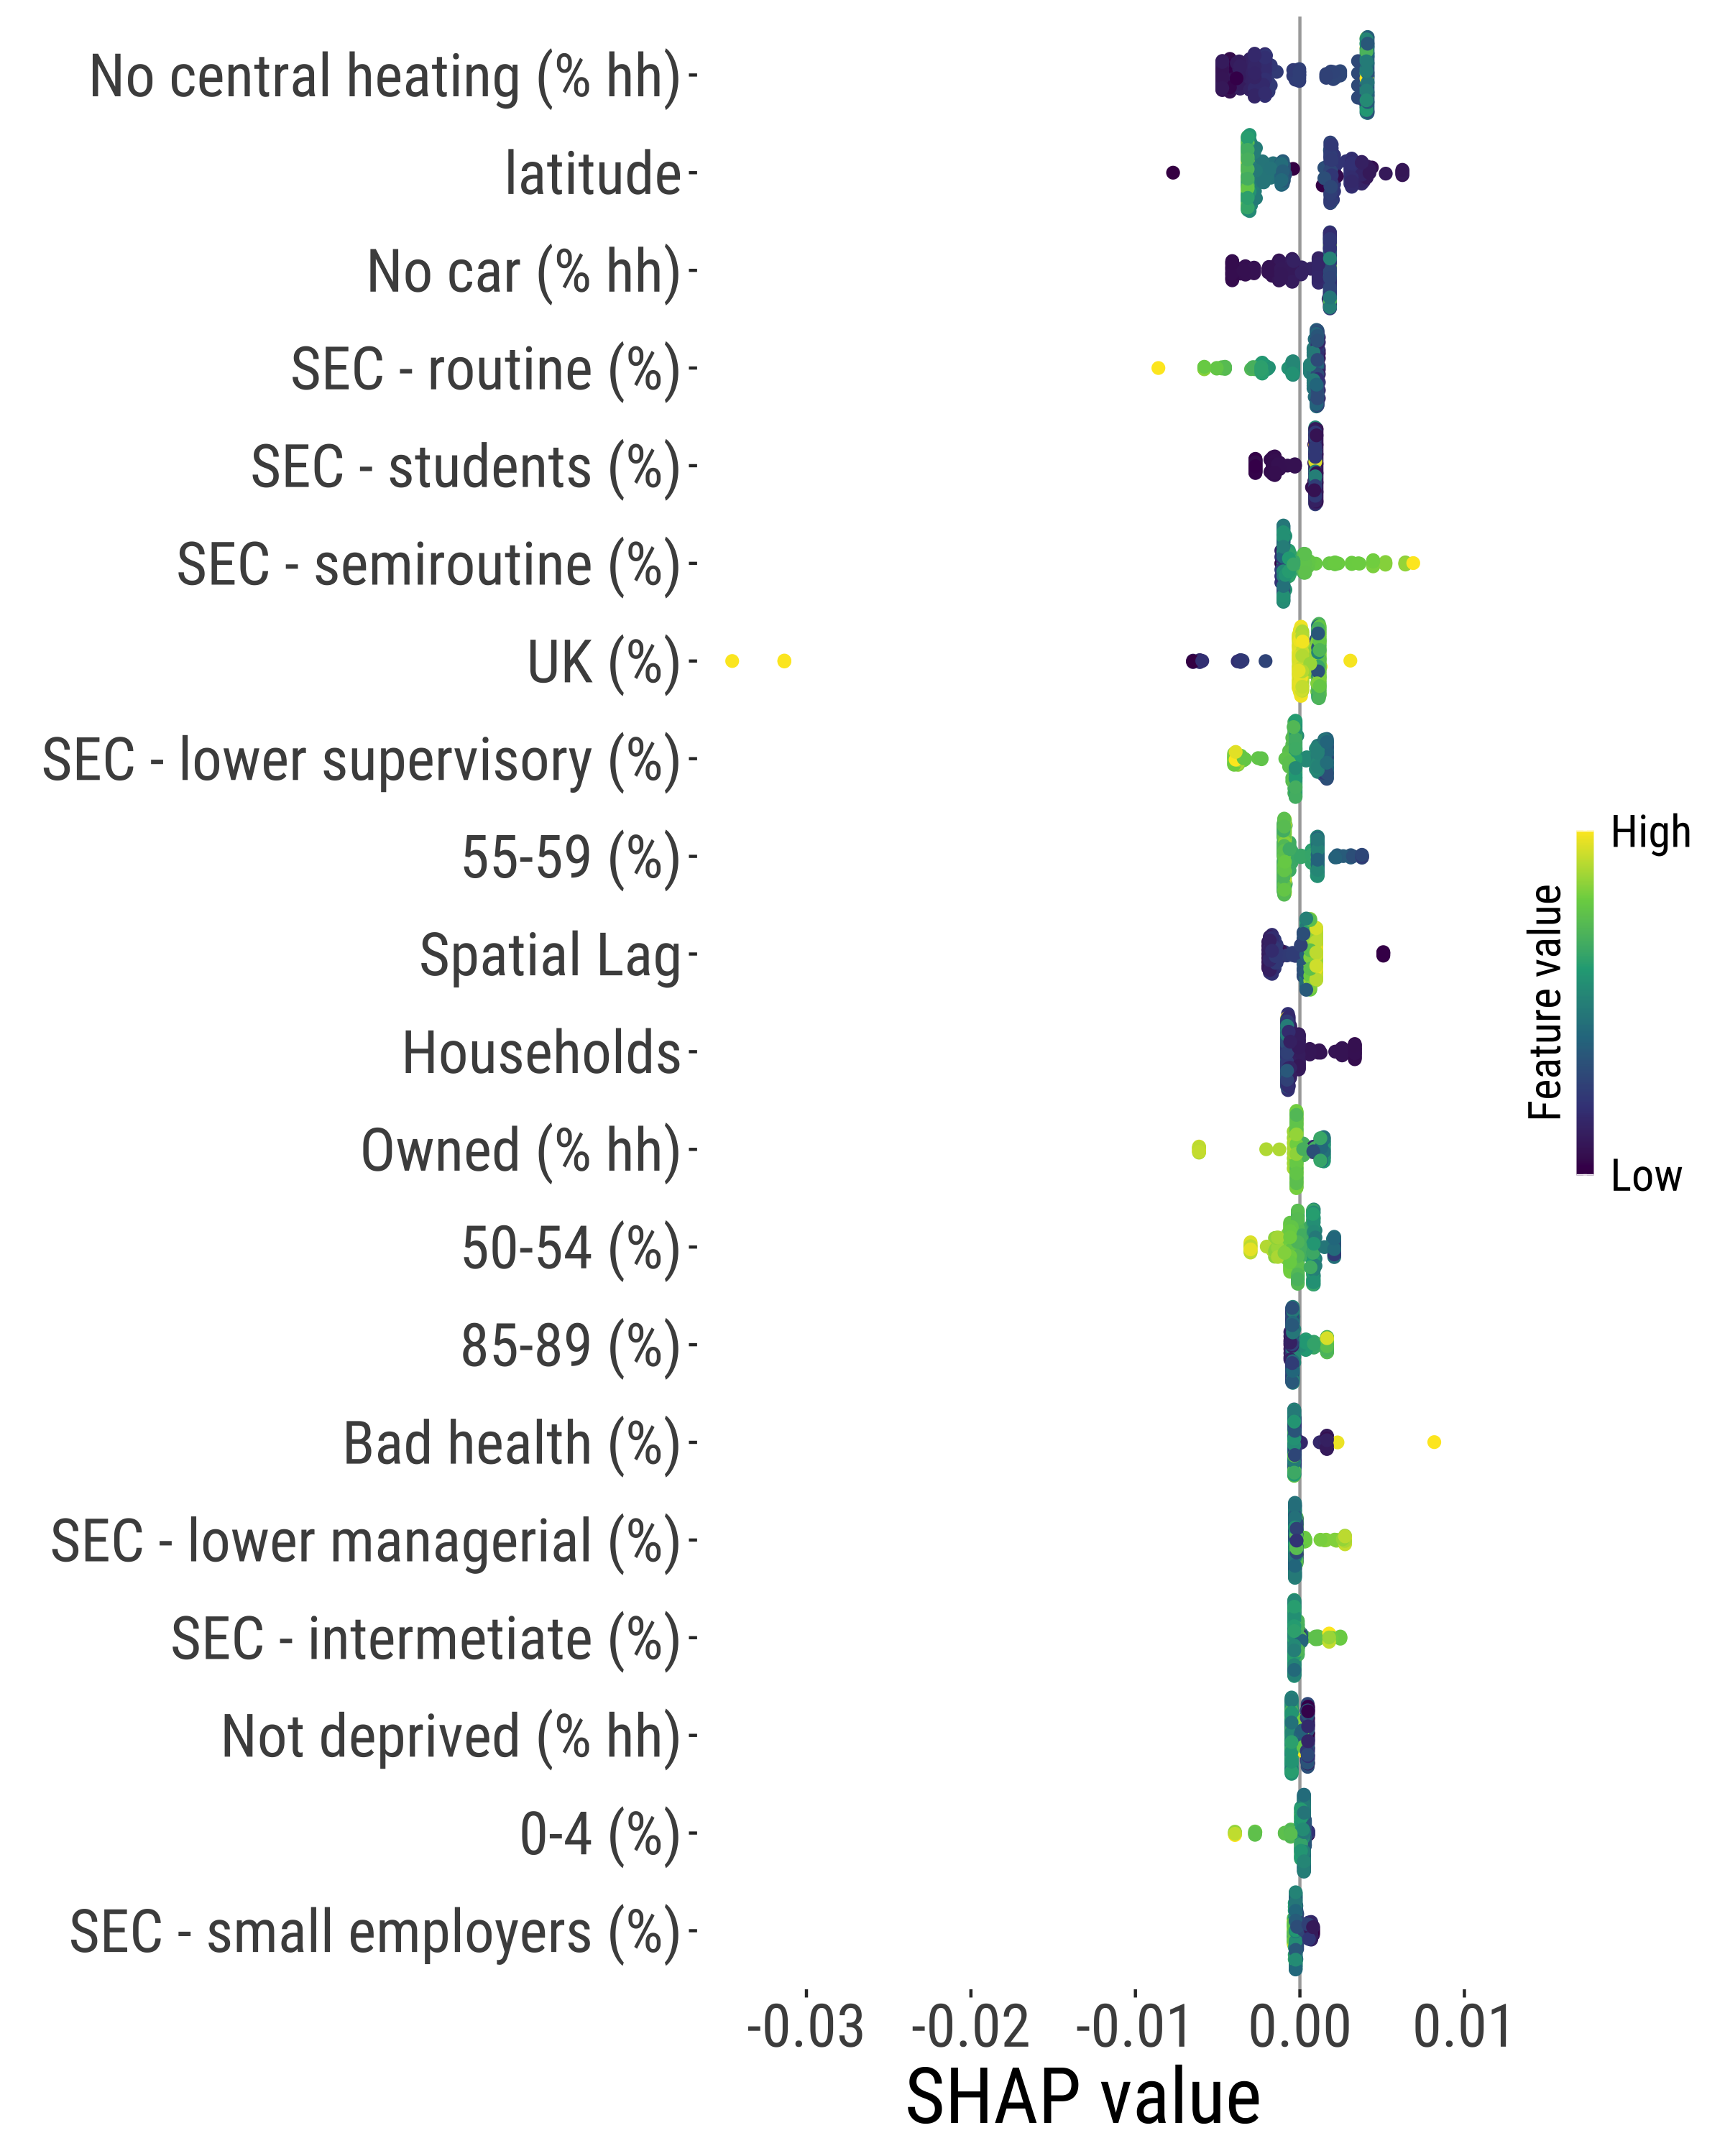 No central heating (% hh)
latitude
No car (% hh)
SEC - routine (%)
SEC - students (%)
SEC - semiroutine (%)
UK (%)
SEC - lower supervisory (%)
55-59 (%)
Spatial Lag
Households
Owned (% hh)
50-54 (%)
85-89 (%)
Bad health (%)
SEC - lower managerial (%)
SEC - intermetiate (%)
Not deprived (% hh)
0-4 (%)
SEC - small employers (%)
-0.03 -0.02 -0.01 0.00 0.01
SHAP value
High
Feature value
Low